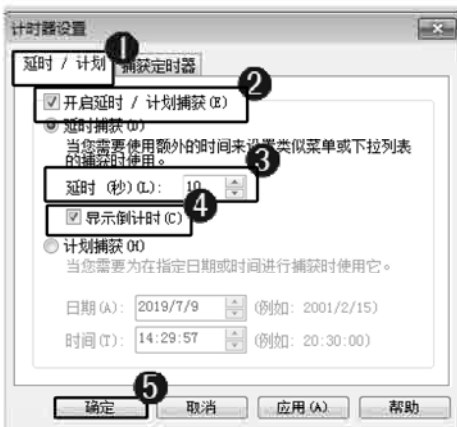 计时器设置
1
延时 / 计划 捕获定时器
2
开启延时 / 计划捕获(E)
延时捕获(D)
当您需要使用额外的时间来设置类似菜单或下拉列表
的捕获时使用。
3
延时 (秒)(L): 10
4
显示倒计时(C)
计划捕获(H)
当您需要为在指定日期或时间进行捕获时使用它。
日期(A): 2019/7/9 (例如: 2001/2/15)
时间(T): 14:29:57 (例如: 20:30:00)
5
确定 取消 应用(A) 帮助